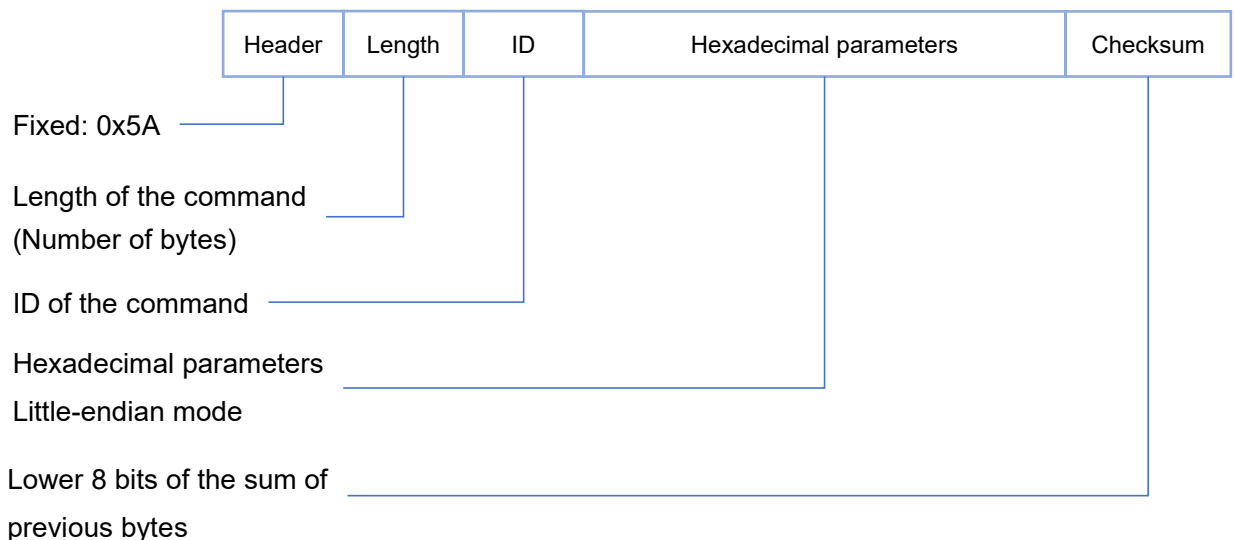 Header Length ID Hexadecimal parameters Checksum
Fixed: 0x5A
Length of the command
(Number of bytes)
ID of the command
Hexadecimal parameters
Little-endian mode
Lower 8 bits of the sum of
previous bytes